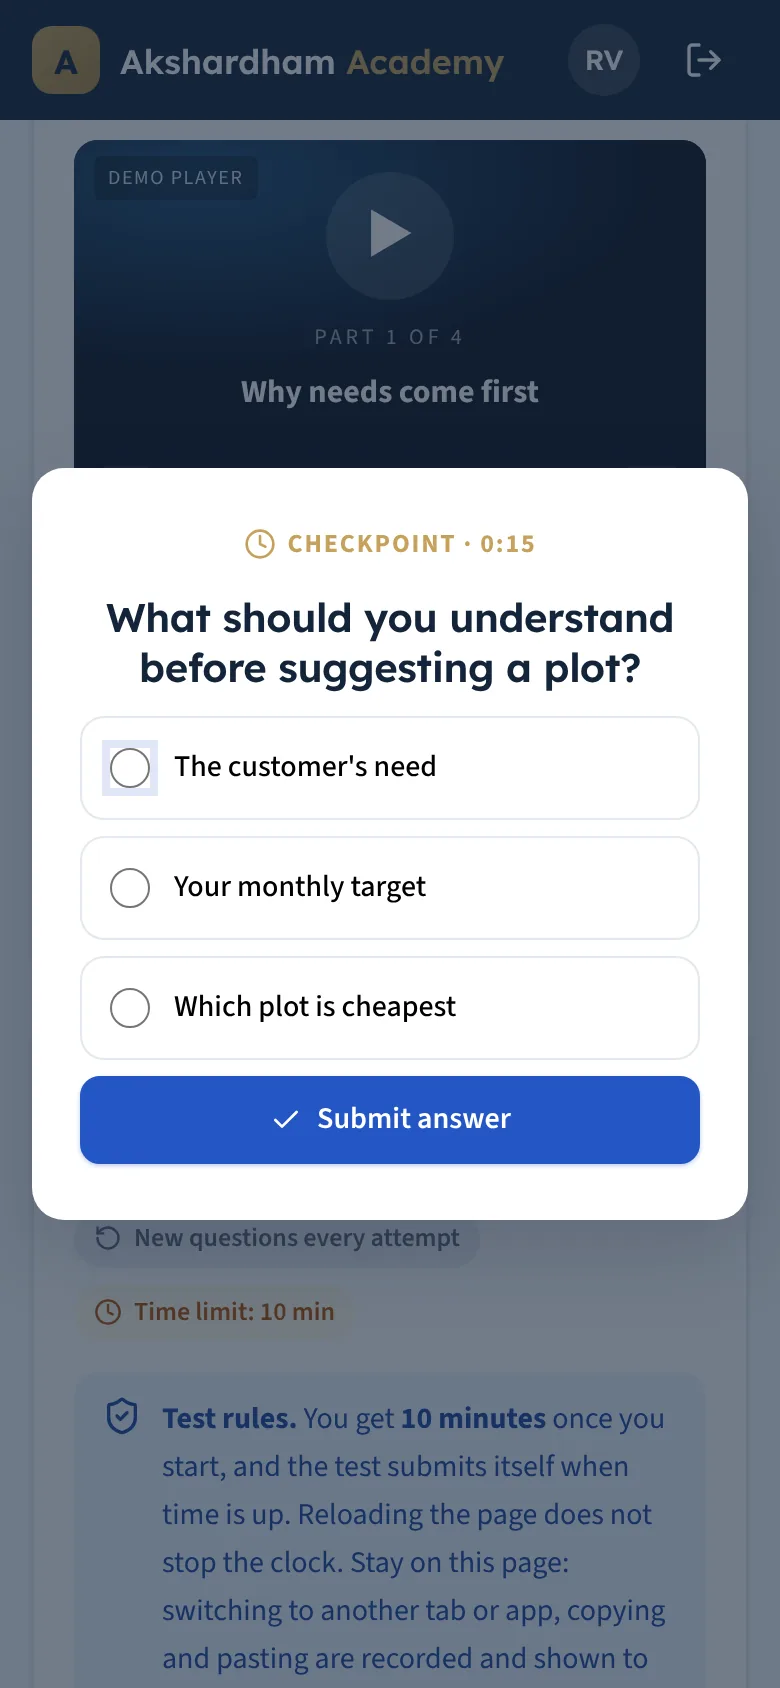 A Akshardham Academy RV
DEMO PLAYER
PART 1 OF 4
Why needs come first
CHECKPOINT · 0:15
What should you understand
before suggesting a plot?
The customer's need
Your monthly target
Which plot is cheapest
Submit answer
New questions every attempt
Time limit: 10 min
Test rules. You get 10 minutes once you
start, and the test submits itself when
time is up. Reloading the page does not
stop the clock. Stay on this page:
switching to another tab or app, copying
and pasting are recorded and shown to